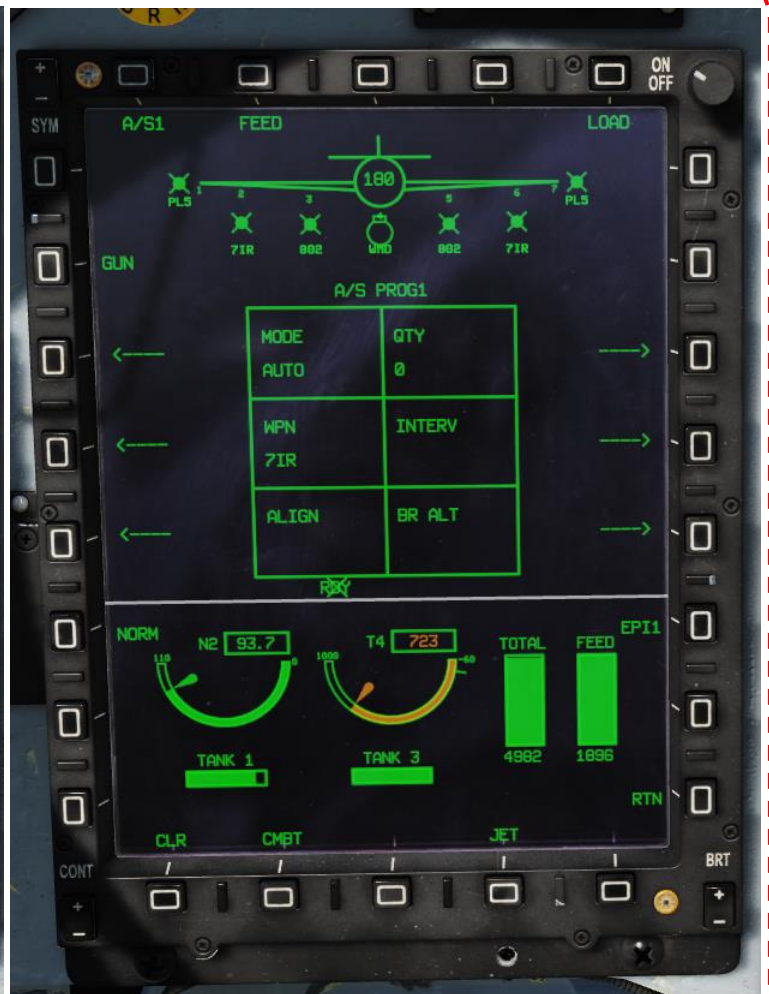 R
ON
OFF
SYM
A/S1 FEED LOAD
180
1 2 3 5 6 7
PL5 PL5
7IR 802 WMD 802 7IR
GUN
A/S PROG1
MODE QTY
AUTO 0
WPN INTERV
7IR
ALIGN BR ALT
RDY
NORM EPI1
N2 93.7 T4 723 TOTAL FEED
110 0 1000 -60
TANK 1 TANK 3 4982 1896
RTN
CLR CMBT JET
CONT BRT